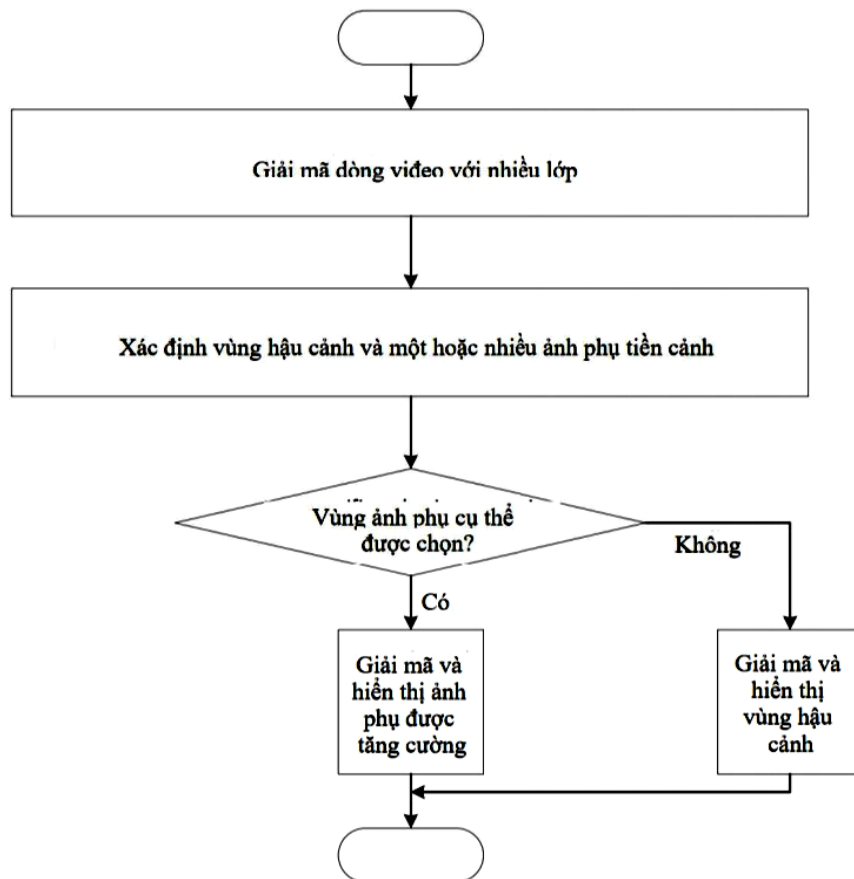 Giải mã dòng viđeo với nhiều lớp
Xác định vùng hậu cảnh và một hoặc nhiều ảnh phụ tiền cảnh
Vùng ảnh phụ cụ thể
được chọn?
Không
Có
Giải mã và
hiển thị ảnh
phụ được
tăng cường
Giải mã và
hiển thị
vùng hậu
cảnh